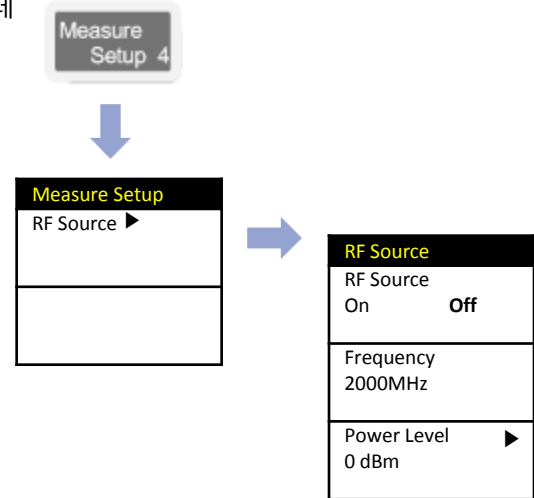 Measure
Setup 4
Measure Setup
RF Source ▶
RF Source
RF Source
On Off
Frequency
2000MHz
Power Level ▶
0 dBm